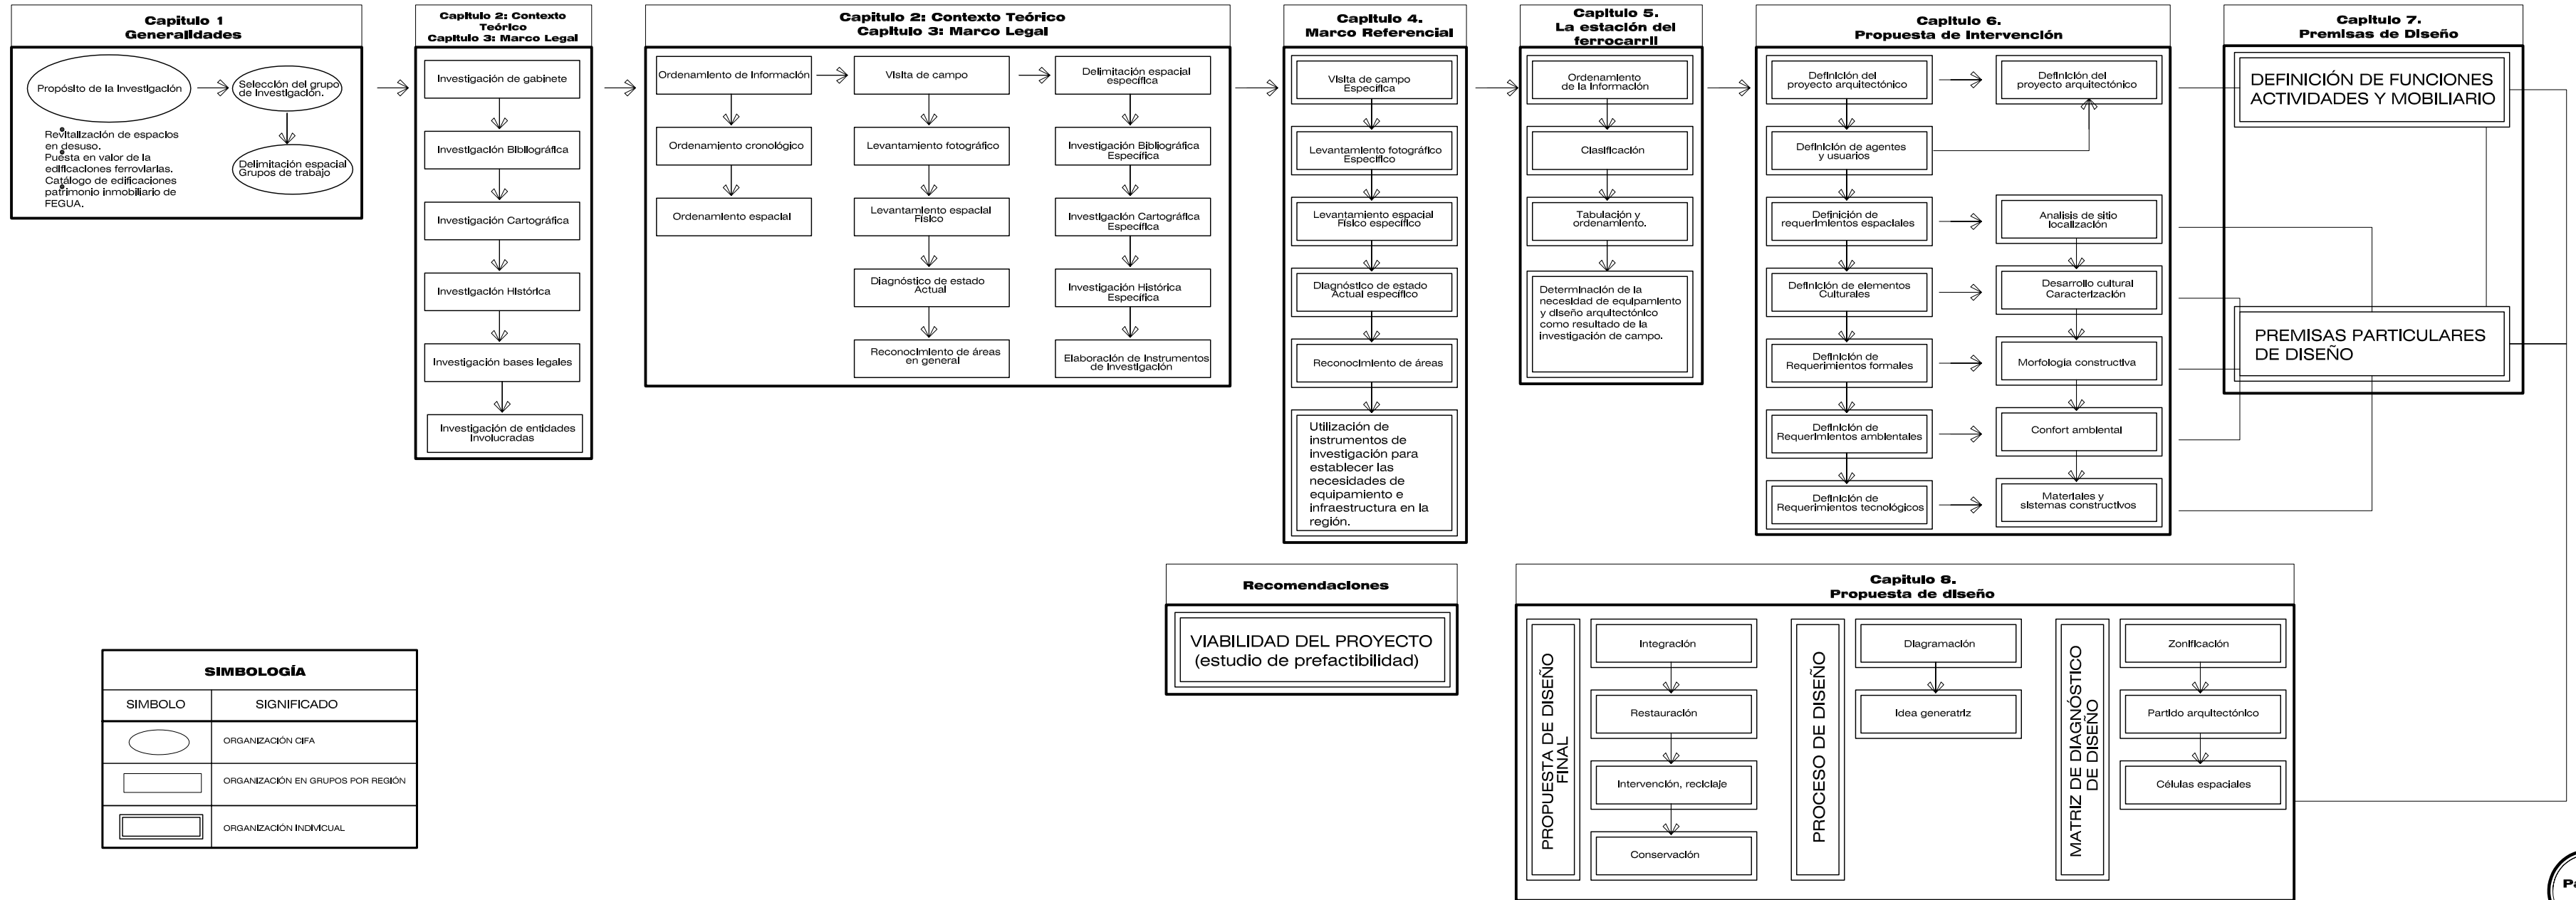 Capitulo 1
Generalidades
Propósito de la Investigación
Selección del grupo
de Investigación.
Revitalización de espacios
en desuso.
Puesta en valor de la
edificaciones ferroviarias.
Catálogo de edificaciones
patrimonio inmobiliario de
FEGUA.
Delimitación espacial
Grupos de trabajo
Capitulo 2: Contexto
Teórico
Capitulo 3: Marco Legal
Investigación de gabinete
Investigación Bibliográfica
Investigación Cartográfica
Investigación Histórica
Investigación bases legales
Investigación de entidades
Involucradas
Capitulo 2: Contexto Teórico
Capitulo 3: Marco Legal
Ordenamiento de Información
Ordenamiento cronológico
Ordenamiento espacial
Visita de campo
Levantamiento fotográfico
Levantamiento espacial
Físico
Diagnóstico de estado
Actual
Reconocimiento de áreas
en general
Delimitación espacial
específica
Investigación Bibliográfica
Específica
Investigación Cartográfica
Específica
Investigación Histórica
Específica
Elaboración de Instrumentos
de Investigación
Capitulo 4.
Marco Referencial
Visita de campo
Específica
Levantamiento fotográfico
Específico
Levantamiento espacial
Físico específico
Diagnóstico de estado
Actual específico
Reconocimiento de áreas
Utilización de
instrumentos de
investigación para
establecer las
necesidades de
equipamiento e
infraestructura en la
región.
Capitulo 5.
La estación del
ferrocarril
Ordenamiento
de la Información
Clasificación
Tabulación y
ordenamiento.
Determinación de la
necesidad de equipamiento
y diseño arquitectónico
como resultado de la
investigación de campo.
Capitulo 6.
Propuesta de Intervención
Definición del
proyecto arquitectónico
Definición de agentes
y usuarios
Definición de
requerimientos espaciales
Definición de elementos
Culturales
Definición de
Requerimientos formales
Definición de
Requerimientos ambientales
Definición de
Requerimientos tecnológicos
Definición del
proyecto arquitectónico
Analisis de sitio
localización
Desarrollo cultural
Caracterización
Morfología constructiva
Confort ambiental
Materiales y
sistemas constructivos
Capitulo 7.
Premisas de Diseño
DEFINICIÓN DE FUNCIONES
ACTIVIDADES Y MOBILIARIO
PREMISAS PARTICULARES
DE DISEÑO
Recomendaciones
VIABILIDAD DEL PROYECTO
(estudio de prefactibilidad)
Capitulo 8.
Propuesta de diseño
PROPUESTA DE DISEÑO
FINAL
Integración
Restauración
Intervención, reciclaje
Conservación
PROCESO DE DISEÑO
Diagramación
Idea generatriz
MATRIZ DE DIAGNÓSTICO
DE DISEÑO
Zonificación
Partido arquitectónico
Células espaciales
SIMBOLOGÍA
SIMBOLO SIGNIFICADO
ORGANIZACIÓN CIFA
ORGANIZACIÓN EN GRUPOS POR REGIÓN
ORGANIZACIÓN INDIVICUAL